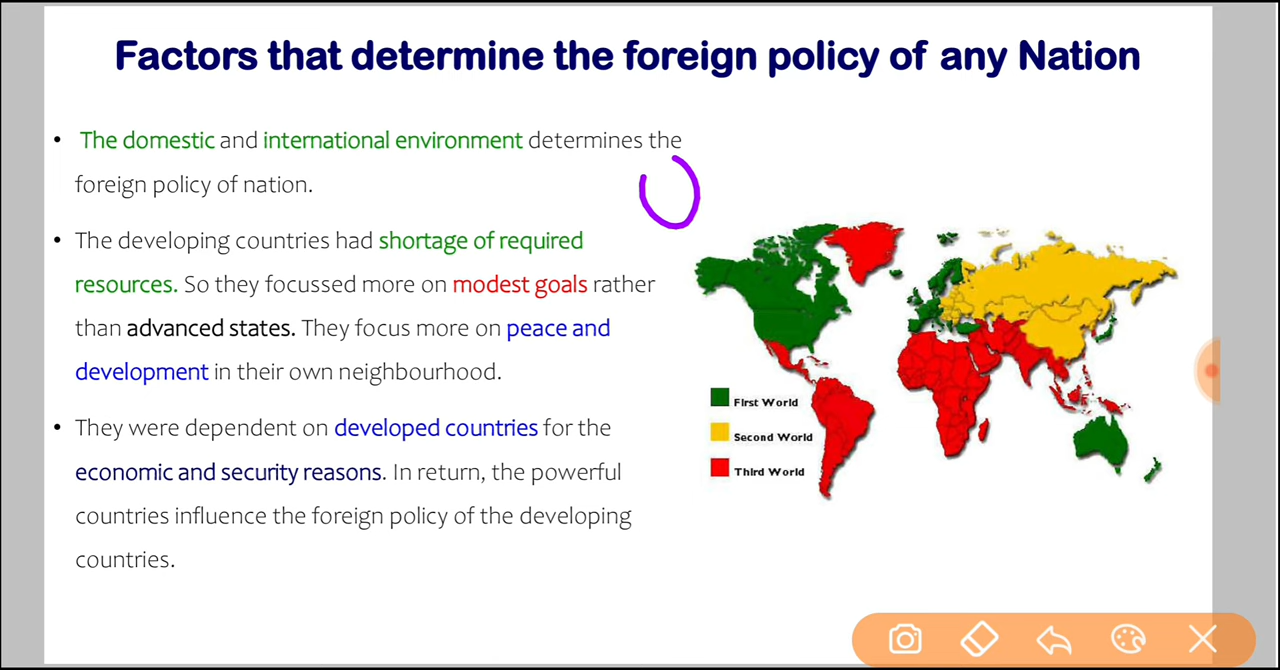 Factors that determine the foreign policy of any Nation
• The domestic and international environment determines the
foreign policy of nation.
• The developing countries had shortage of required
resources. So they focussed more on modest goals rather
than advanced states. They focus more on peace and
development in their own neighbourhood.
• They were dependent on developed countries for the
economic and security reasons. In return, the powerful
countries influence the foreign policy of the developing
countries.
First World
Second World
Third World